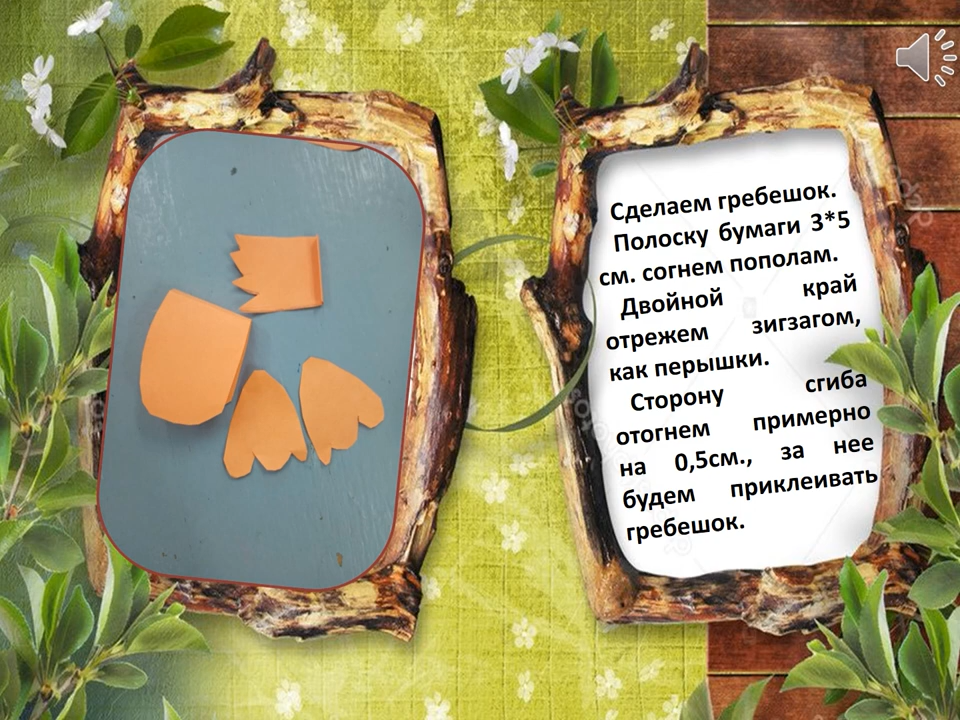 Сделаем гребешок.
Полоску бумаги 3*5
см. согнем пополам.
Двойной край
отрежем зигзагом,
как перышки.
Сторону сгиба
отогнем примерно
на 0,5см., за нее
будем приклеивать
гребешок.